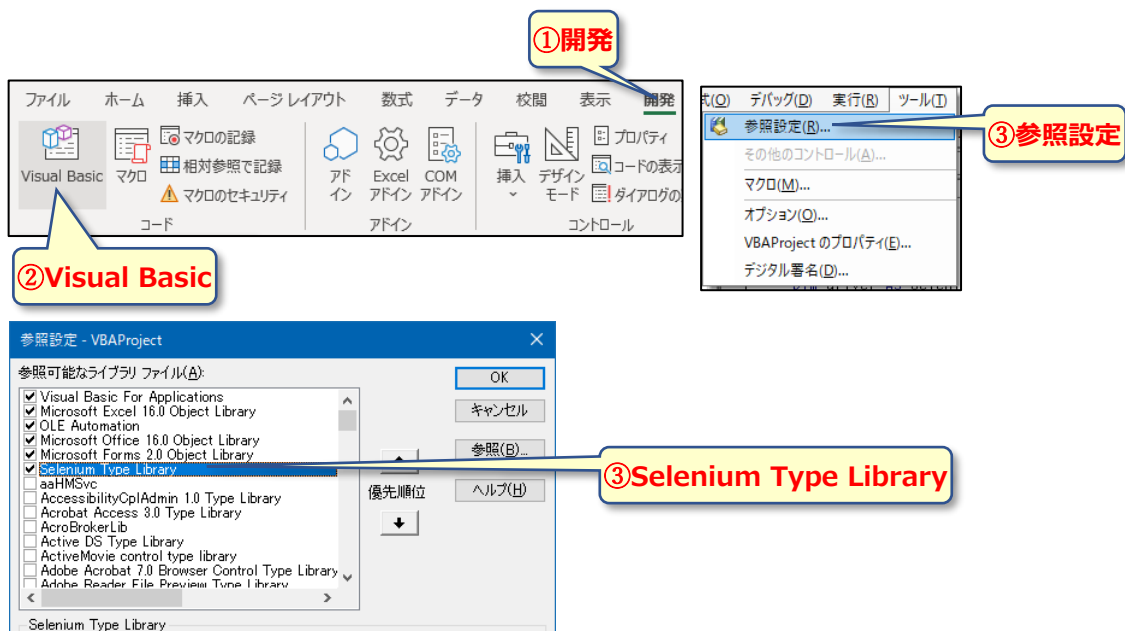 ①開発
ファイル ホーム 挿入 ページ レイアウト 数式 データ 校閲 表示 開発
Visual Basic
マクロ
マクロの記録
相対参照で記録
マクロのセキュリティ
コード
アド
イン
Excel
アドイン
COM
アドイン
アドイン
挿入
デザイン
モード
プロパティ
コードの表示
ダイアログの
コントロール
②Visual Basic
式(O) デバッグ(D) 実行(R) ツール(T)
参照設定(R)...
その他のコントロール(A)...
マクロ(M)...
オプション(O)...
VBAProject のプロパティ(E)...
デジタル署名(D)...
③参照設定
参照設定 - VBAProject
参照可能なライブラリ ファイル(A):
Visual Basic For Applications
Microsoft Excel 16.0 Object Library
OLE Automation
Microsoft Office 16.0 Object Library
Microsoft Forms 2.0 Object Library
Selenium Type Library
aaHMSvc
AccessibilityCplAdmin 1.0 Type Library
Acrobat Access 3.0 Type Library
AcroBrokerLib
Active DS Type Library
ActiveMovie control type library
Adobe Acrobat 7.0 Browser Control Type Library
Adobe Reader File Preview Type Library
優先順位
OK
キャンセル
参照(B)...
ヘルプ(H)
③Selenium Type Library
Selenium Type Library